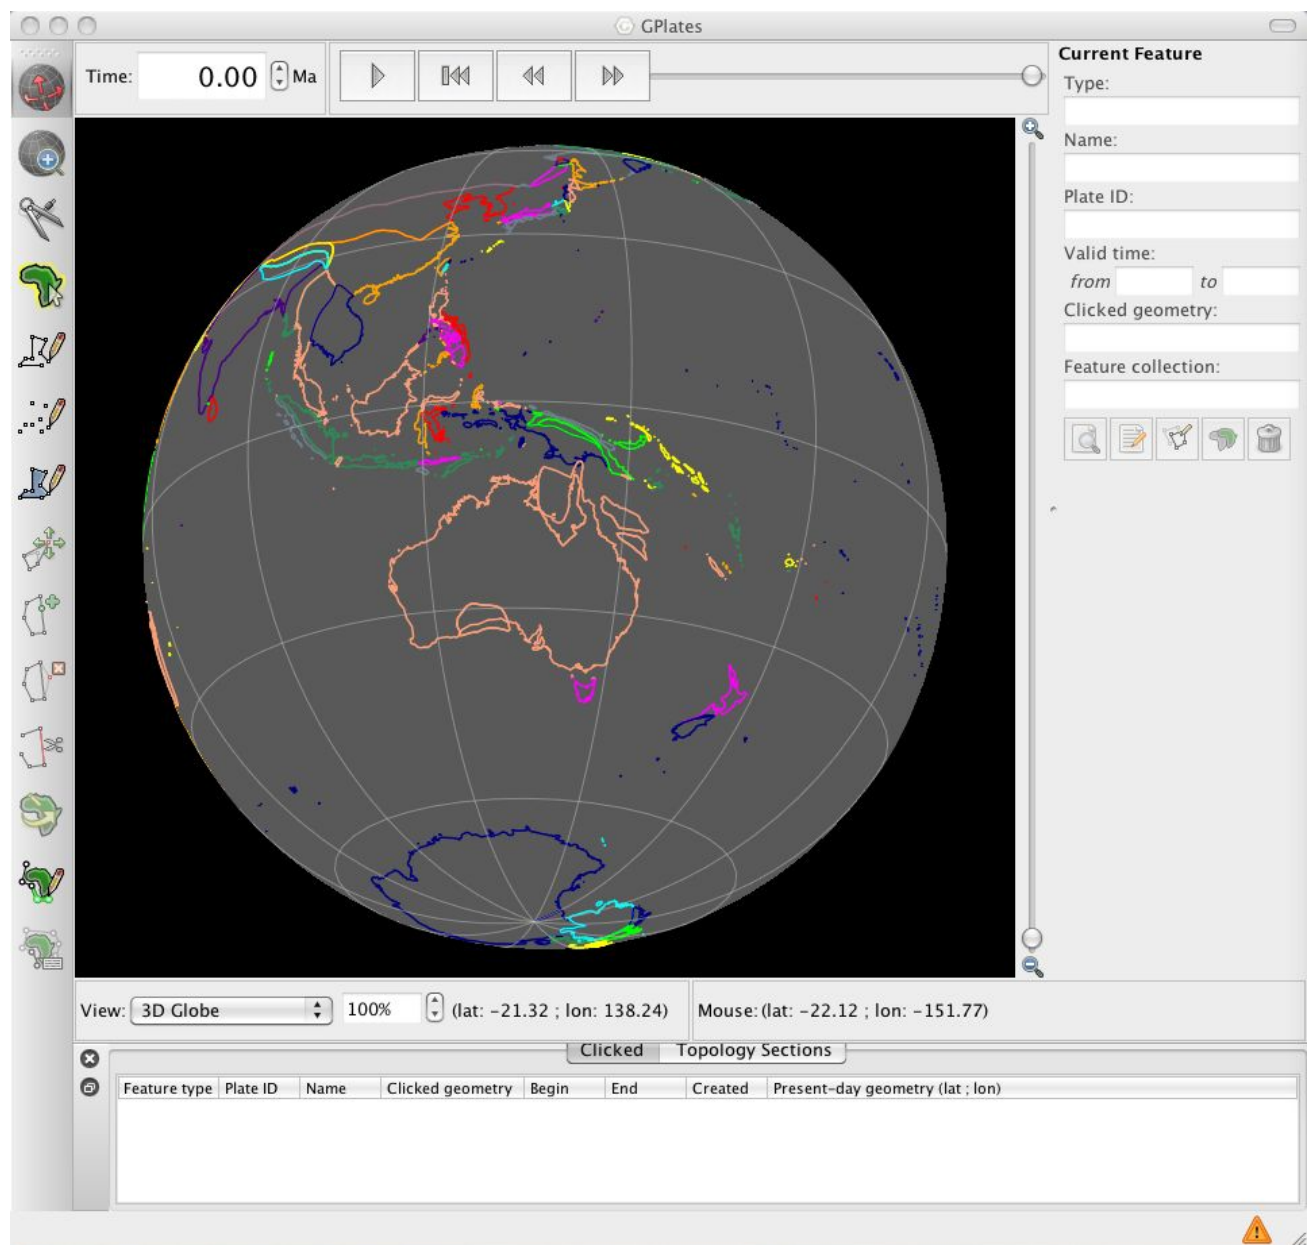 GPlates
Time: 0.00 Ma
Current Feature
Type:
Name:
Plate ID:
Valid time:
from to
Clicked geometry:
Feature collection:
View: 3D Globe 100% (lat: -21.32 ; lon: 138.24) Mouse: (lat: -22.12 ; lon: -151.77)
Clicked Topology Sections
Feature type Plate ID Name Clicked geometry Begin End Created Present-day geometry (lat ; lon)